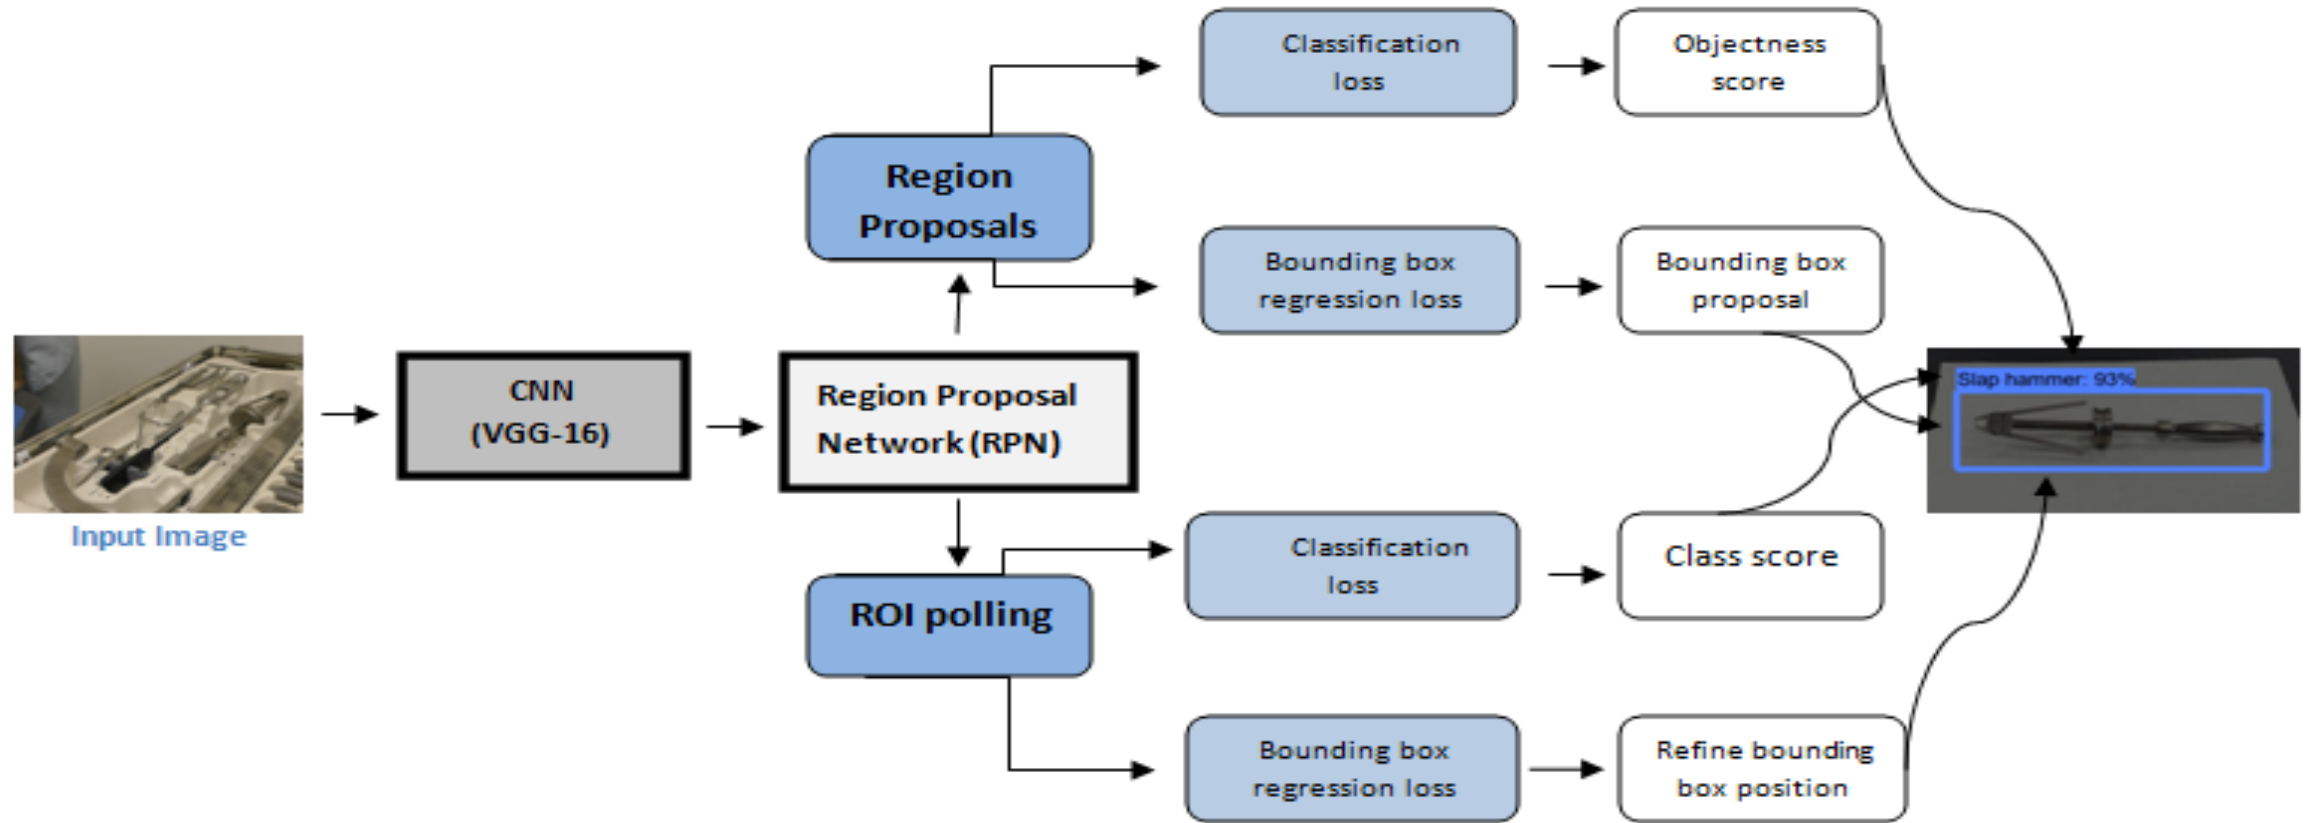 Classification
loss
Objectness
score
Region
Proposals
Bounding box
regression loss
Bounding box
proposal
Input Image
CNN
(VGG-16)
Region Proposal
Network (RPN)
Slap hammer: 93%
ROI polling
Classification
loss
Class score
Bounding box
regression loss
Refine bounding
box position